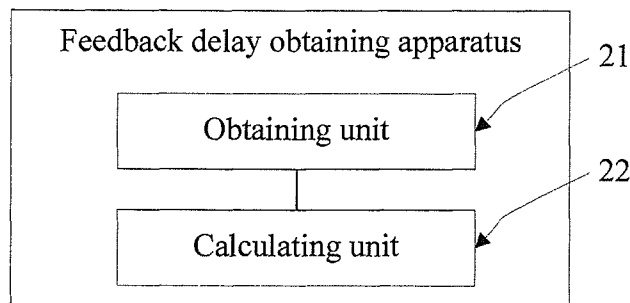 Feedback delay obtaining apparatus
21
Obtaining unit
22
Calculating unit